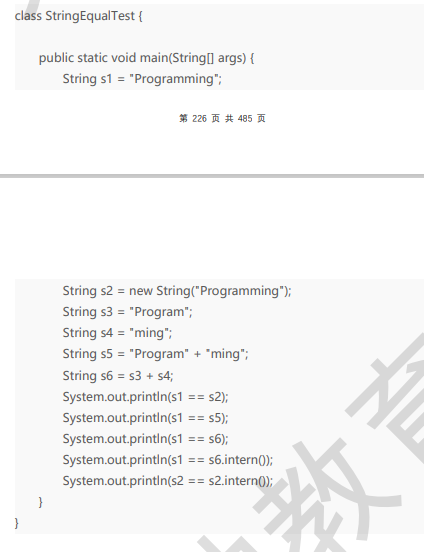 class StringEqualTest {
public static void main(String[] args) {
String s1 = "Programming";
第 226 页 共 485 页
String s2 = new String("Programming");
String s3 = "Program";
String s4 = "ming";
String s5 = "Program" + "ming";
String s6 = s3 + s4;
System.out.println(s1 == s2);
System.out.println(s1 == s5);
System.out.println(s1 == s6);
System.out.println(s1 == s6.intern());
System.out.println(s2 == s2.intern());
}
}
教育